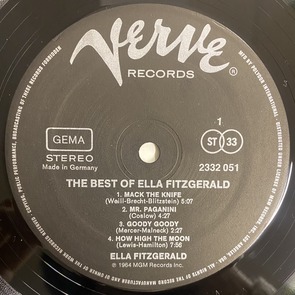 verve
RECORDS
®
GEMA
STEREO
Made in Germany
1
ST 33
2332 051
THE BEST OF ELLA FITZGERALD
1. MACK THE KNIFE
(Weill-Brecht-Blitzstein) 5:07
2. MR. PAGANINI
(Coslow) 4:27
3. GOODY GOODY
(Mercer-Malneck) 2:27
4. HOW HIGH THE MOON
(Lewis-Hamilton) 7:56
ELLA FITZGERALD
℗ 1964 MGM Records Inc.